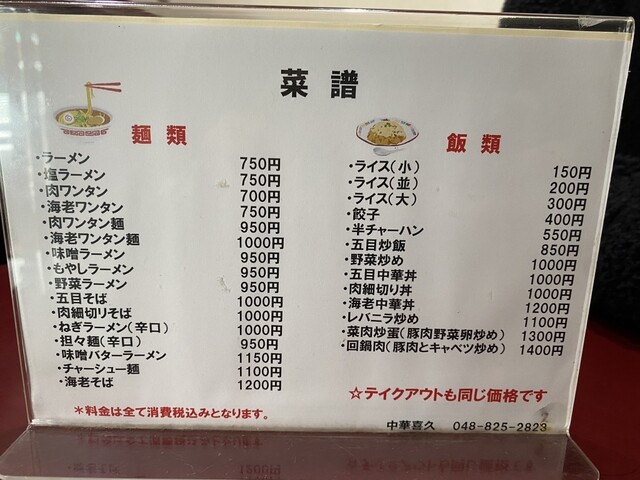 菜譜
麺類
・ラーメン 750円
・塩ラーメン 750円
・肉ワンタン 700円
・海老ワンタン 750円
・肉ワンタン麺 950円
・海老ワンタン麺 1000円
・味噌ラーメン 950円
・もやしラーメン 950円
・野菜ラーメン 950円
・五目そば 1000円
・肉細切りそば 1000円
・ねぎラーメン(辛口) 1000円
・担々麺(辛口) 950円
・味噌バターラーメン 1150円
・チャーシュー麺 1100円
・海老そば 1200円
＊料金は全て消費税込みとなります。
飯類
・ライス(小) 150円
・ライス(並) 200円
・ライス(大) 300円
・餃子 400円
・半チャーハン 550円
・五目炒飯 850円
・野菜炒め 1000円
・五目中華丼 1000円
・肉細切り丼 1000円
・海老中華丼 1200円
・レバニラ炒め 1100円
・菜肉炒蛋(豚肉野菜卵炒め) 1300円
・回鍋肉(豚肉とキャベツ炒め) 1400円
☆テイクアウトも同じ価格です
中華喜久 048-825-2823